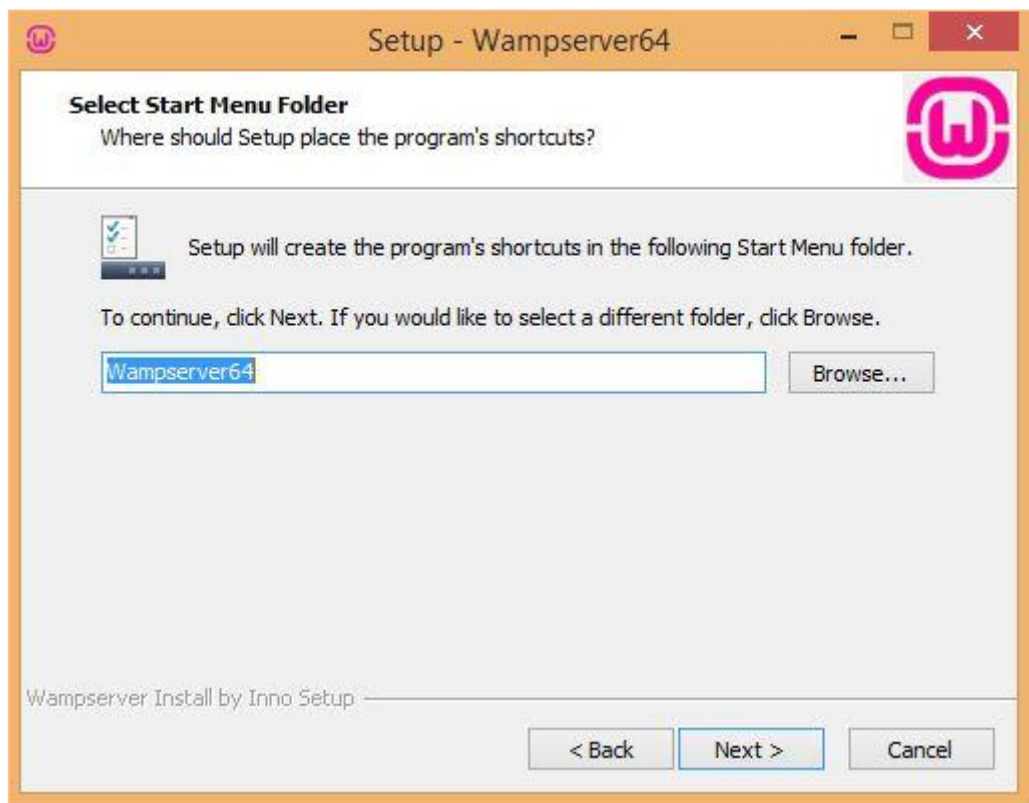 Setup - Wampserver64
Select Start Menu Folder
Where should Setup place the program's shortcuts?
Setup will create the program's shortcuts in the following Start Menu folder.
To continue, click Next. If you would like to select a different folder, click Browse.
Wampserver64
Browse...
Wampserver Install by Inno Setup
< Back
Next >
Cancel